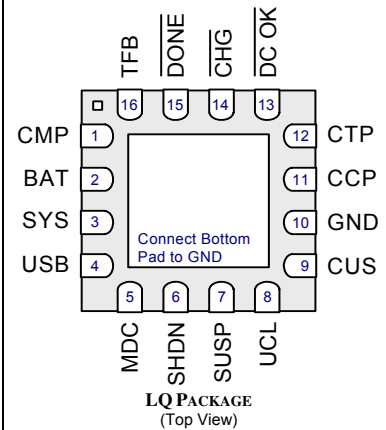 TFB
DONE
CHG
DC OK
16 15 14 13
CMP 1
12 CTP
BAT 2
11 CCP
SYS 3
10 GND
USB 4
9 CUS
Connect Bottom
Pad to GND
5 6 7 8
MDC
SHDN
SUSP
UCL
LQ PACKAGE
(Top View)